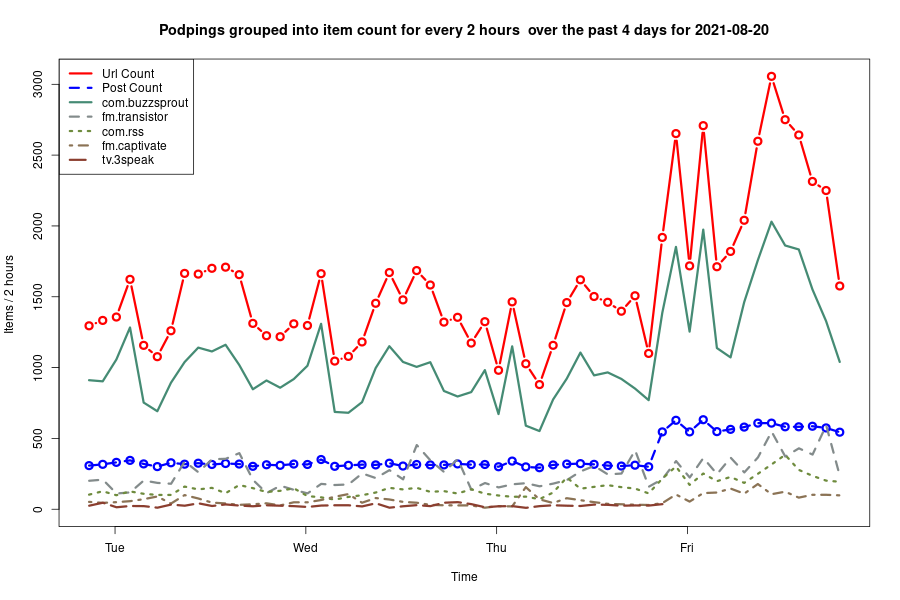 Podpings grouped into item count for every 2 hours  over the past 4 days for 2021-08-20
Url Count
Post Count
com.buzzsprout
fm.transistor
com.rss
fm.captivate
tv.3speak
Items / 2 hours
3000
2500
2000
1500
1000
500
0
Tue
Wed
Thu
Fri
Time